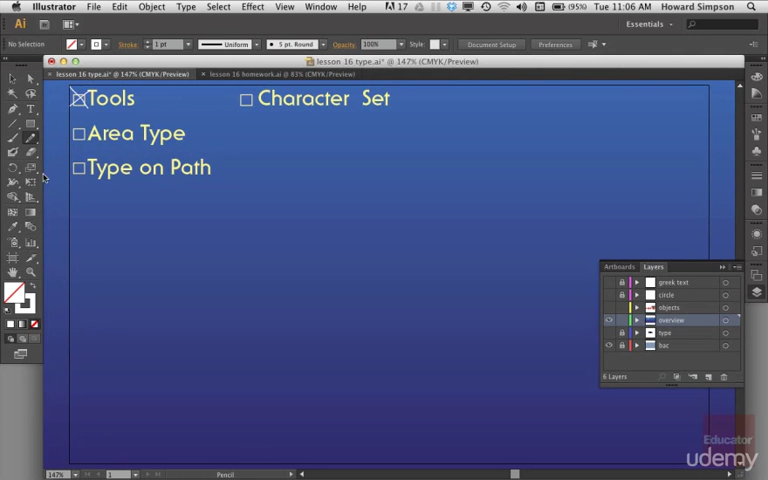 Illustrator File Edit Object Type Select Effect View Window Help 17 (95%) Tue 11:06 AM Howard Simpson
Ai Essentials
No Selection Stroke: 1 pt Uniform 5 pt. Round Opacity: 100% Style: Document Setup Preferences
lesson 16 type.ai* @ 147% (CMYK/Preview)
× lesson 16 type.ai* @ 147% (CMYK/Preview) × lesson 16 homework.ai @ 83% (CMYK/Preview)
Tools Character Set
Area Type
Type on Path
Artboards Layers
greek text
circle
objects
overview
type
bac
6 Layers
147% 1 Pencil
Educator
udemy